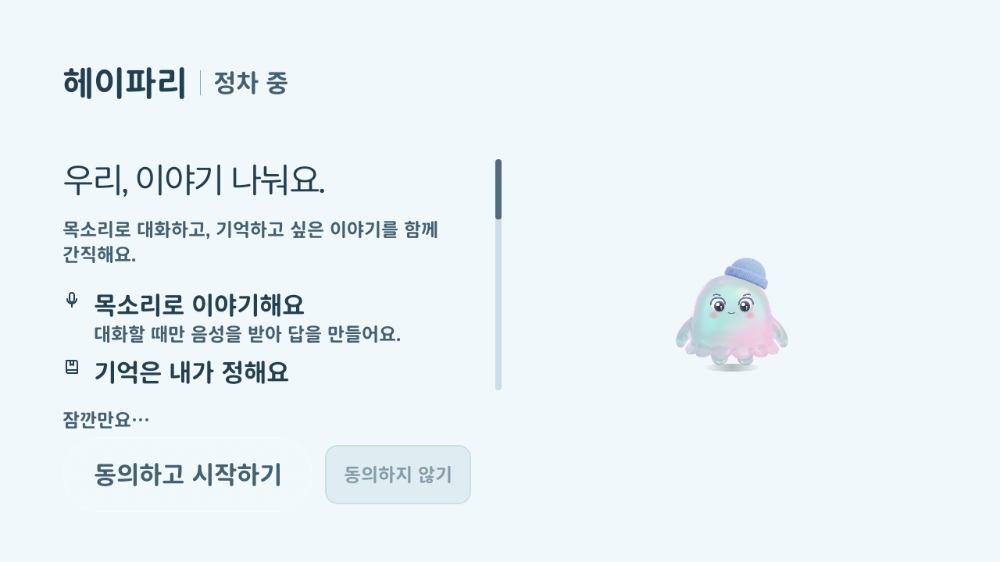 헤이파리
정차 중
우리, 이야기 나눠요.
목소리로 대화하고, 기억하고 싶은 이야기를 함께
간직해요.
목소리로 이야기해요
대화할 때만 음성을 받아 답을 만들어요.
기억은 내가 정해요
잠깐만요…
동의하고 시작하기
동의하지 않기